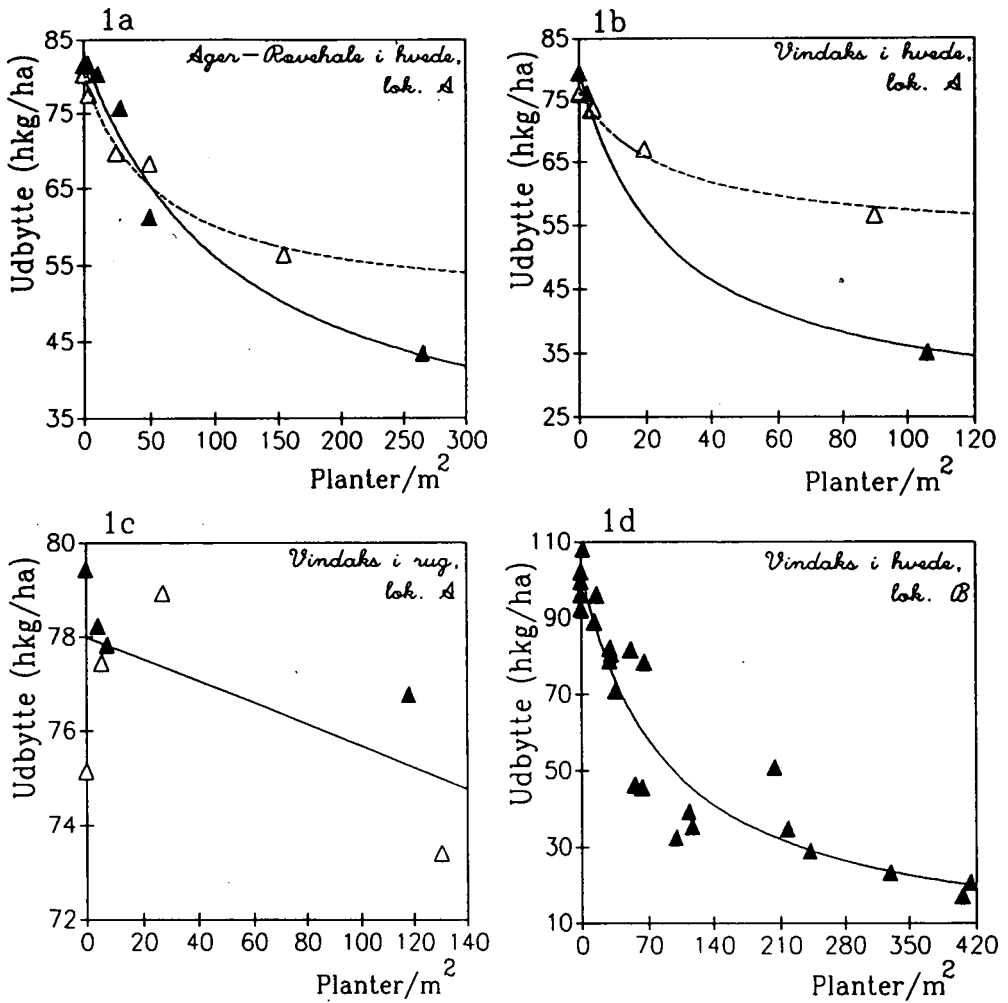 1a
Ager-Rævehale i hvede,
lok. A
Udbytte (hkg/ha)
85
75
65
55
45
35
0 50 100 150 200 250 300
Planter/m²
1b
Vindaks i hvede,
lok. A
Udbytte (hkg/ha)
85
75
65
55
45
35
25
0 20 40 60 80 100 120
Planter/m²
1c
Vindaks i rug,
lok. A
Udbytte (hkg/ha)
80
78
76
74
72
0 20 40 60 80 100 120 140
Planter/m²
1d
Vindaks i hvede,
lok. B
Udbytte (hkg/ha)
110
90
70
50
30
10
0 70 140 210 280 350 420
Planter/m²